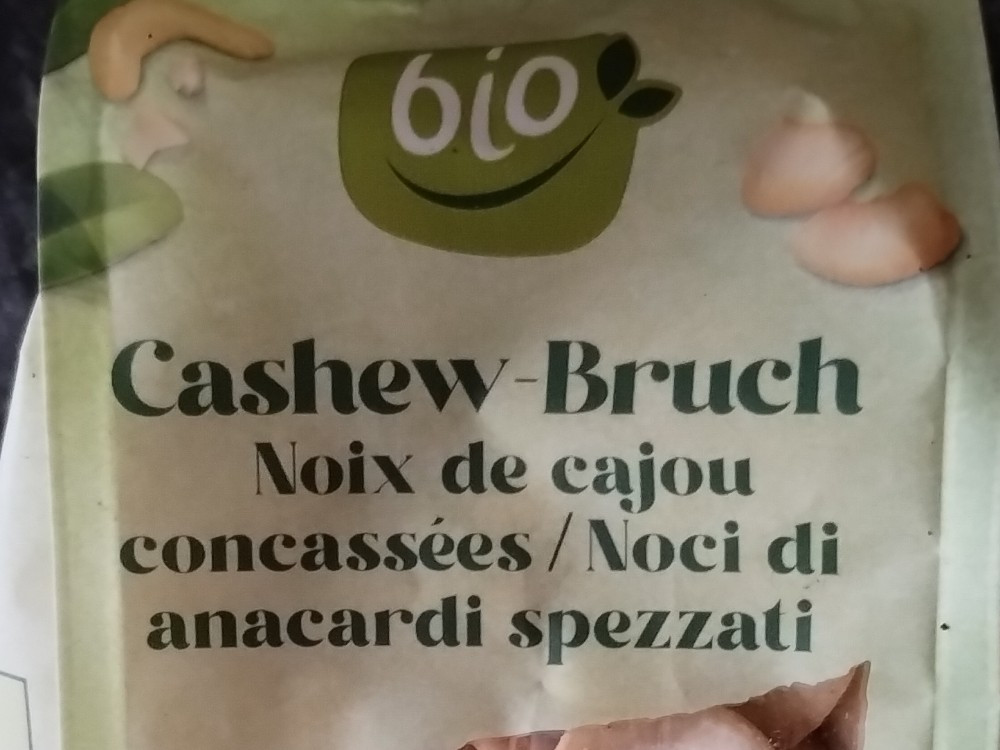 bio
Cashew-Bruch
Noix de cajou
concassées / Noci di
anacardi spezzati